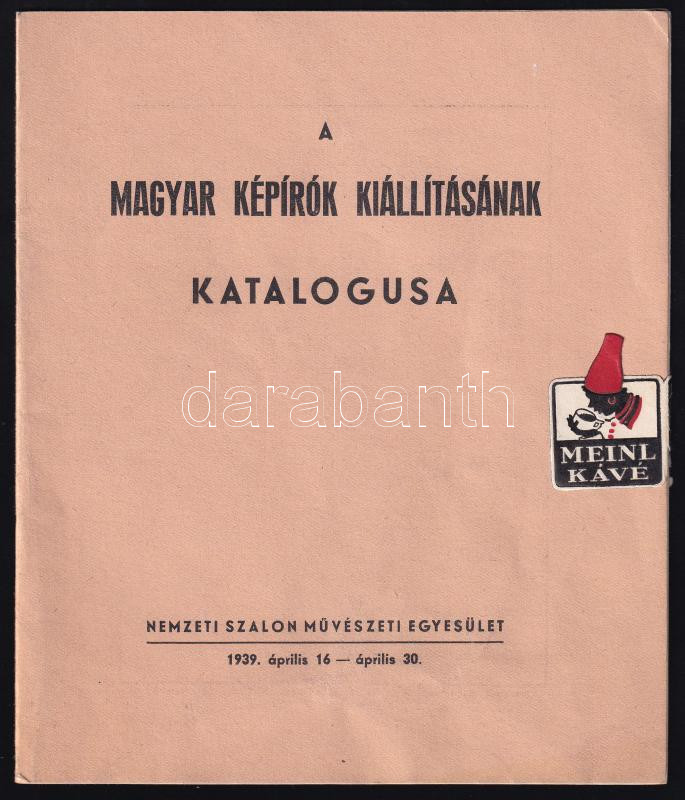 A
MAGYAR KÉPÍRÓK KIÁLLÍTÁSÁNAK
KATALOGUSA
darabanth
MEINL
KÁVÉ
NEMZETI SZALON MŰVÉSZETI EGYESÜLET
1939. április 16 — április 30.